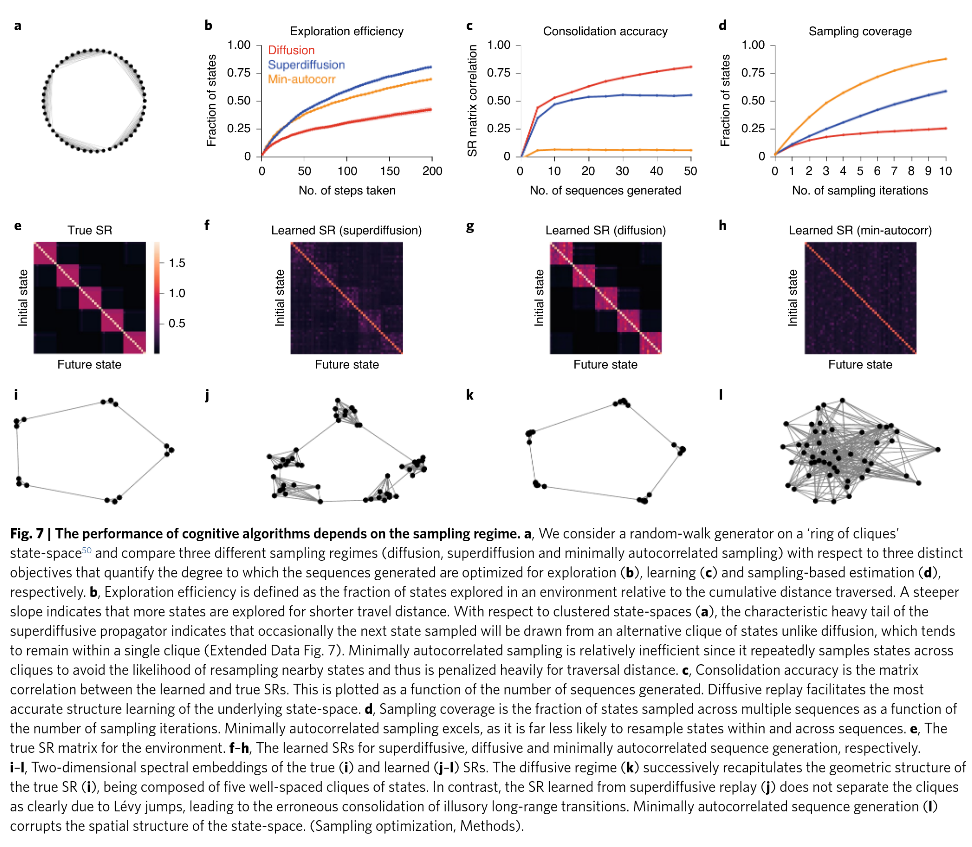 a
b
Exploration efficiency
Fraction of states
1.00
0.75
0.50
0.25
0
Diffusion
Superdiffusion
Min-autocorr
0 50 100 150 200
No. of steps taken
c
Consolidation accuracy
SR matrix correlation
1.00
0.75
0.50
0.25
0
0 10 20 30 40 50
No. of sequences generated
d
Sampling coverage
Fraction of states
1.00
0.75
0.50
0.25
0
0 1 2 3 4 5 6 7 8 9 10
No. of sampling iterations
e
True SR
Initial state
Future state
1.5
1.0
0.5
f
Learned SR (superdiffusion)
Initial state
Future state
g
Learned SR (diffusion)
Initial state
Future state
h
Learned SR (min-autocorr)
Initial state
Future state
i
j
k
l
Fig. 7 | The performance of cognitive algorithms depends on the sampling regime. a, We consider a random-walk generator on a ‘ring of cliques’
state-space50 and compare three different sampling regimes (diffusion, superdiffusion and minimally autocorrelated sampling) with respect to three distinct
objectives that quantify the degree to which the sequences generated are optimized for exploration (b), learning (c) and sampling-based estimation (d),
respectively. b, Exploration efficiency is defined as the fraction of states explored in an environment relative to the cumulative distance traversed. A steeper
slope indicates that more states are explored for shorter travel distance. With respect to clustered state-spaces (a), the characteristic heavy tail of the
superdiffusive propagator indicates that occasionally the next state sampled will be drawn from an alternative clique of states unlike diffusion, which tends
to remain within a single clique (Extended Data Fig. 7). Minimally autocorrelated sampling is relatively inefficient since it repeatedly samples states across
cliques to avoid the likelihood of resampling nearby states and thus is penalized heavily for traversal distance. c, Consolidation accuracy is the matrix
correlation between the learned and true SRs. This is plotted as a function of the number of sequences generated. Diffusive replay facilitates the most
accurate structure learning of the underlying state-space. d, Sampling coverage is the fraction of states sampled across multiple sequences as a function of
the number of sampling iterations. Minimally autocorrelated sampling excels, as it is far less likely to resample states within and across sequences. e, The
true SR matrix for the environment. f–h, The learned SRs for superdiffusive, diffusive and minimally autocorrelated sequence generation, respectively.
i–l, Two-dimensional spectral embeddings of the true (i) and learned (j–l) SRs. The diffusive regime (k) successively recapitulates the geometric structure of
the true SR (i), being composed of five well-spaced cliques of states. In contrast, the SR learned from superdiffusive replay (j) does not separate the cliques
as clearly due to Lévy jumps, leading to the erroneous consolidation of illusory long-range transitions. Minimally autocorrelated sequence generation (l)
corrupts the spatial structure of the state-space. (Sampling optimization, Methods).